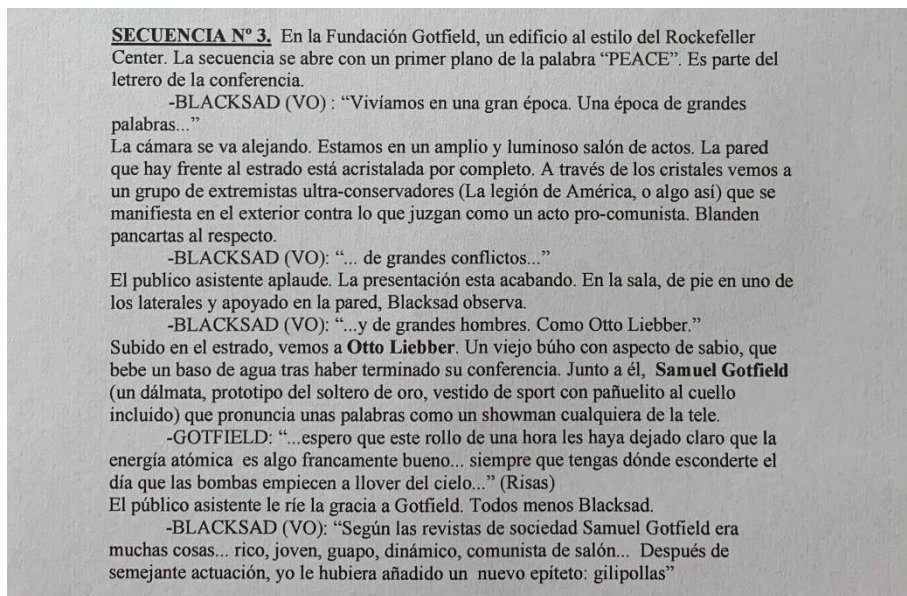 SECUENCIA Nº 3. En la Fundación Gotfield, un edificio al estilo del Rockefeller
Center. La secuencia se abre con un primer plano de la palabra “PEACE”. Es parte del
letrero de la conferencia.
-BLACKSAD (VO) : “Vivíamos en una gran época. Una época de grandes
palabras...”
La cámara se va alejando. Estamos en un amplio y luminoso salón de actos. La pared
que hay frente al estrado está acristalada por completo. A través de los cristales vemos a
un grupo de extremistas ultra-conservadores (La legión de América, o algo así) que se
manifiesta en el exterior contra lo que juzgan como un acto pro-comunista. Blanden
pancartas al respecto.
-BLACKSAD (VO): “... de grandes conflictos...”
El publico asistente aplaude. La presentación esta acabando. En la sala, de pie en uno de
los laterales y apoyado en la pared, Blacksad observa.
-BLACKSAD (VO): “...y de grandes hombres. Como Otto Liebber.”
Subido en el estrado, vemos a Otto Liebber. Un viejo búho con aspecto de sabio, que
bebe un baso de agua tras haber terminado su conferencia. Junto a él, Samuel Gotfield
(un dálmata, prototipo del soltero de oro, vestido de sport con pañuelito al cuello
incluido) que pronuncia unas palabras como un showman cualquiera de la tele.
-GOTFIELD: “...espero que este rollo de una hora les haya dejado claro que la
energía atómica es algo francamente bueno... siempre que tengas dónde esconderte el
día que las bombas empiecen a llover del cielo...” (Risas)
El público asistente le ríe la gracia a Gotfield. Todos menos Blacksad.
-BLACKSAD (VO): “Según las revistas de sociedad Samuel Gotfield era
muchas cosas... rico, joven, guapo, dinámico, comunista de salón... Después de
semejante actuación, yo le hubiera añadido un nuevo epíteto: gilipollas”